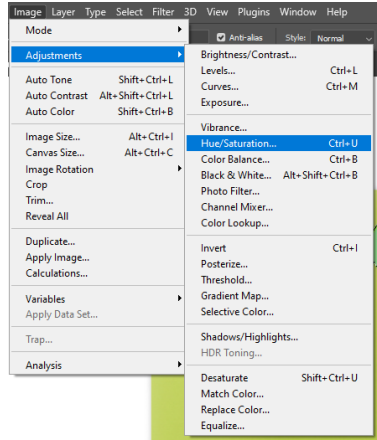 Image Layer Type Select Filter 3D View Plugins Window Help
Anti-alias Style: Normal
Mode
Adjustments
Auto Tone Shift+Ctrl+L
Auto Contrast Alt+Shift+Ctrl+L
Auto Color Shift+Ctrl+B
Image Size... Alt+Ctrl+I
Canvas Size... Alt+Ctrl+C
Image Rotation
Crop
Trim...
Reveal All
Duplicate...
Apply Image...
Calculations...
Variables
Apply Data Set...
Trap...
Analysis
Brightness/Contrast...
Levels... Ctrl+L
Curves... Ctrl+M
Exposure...
Vibrance...
Hue/Saturation... Ctrl+U
Color Balance... Ctrl+B
Black & White... Alt+Shift+Ctrl+B
Photo Filter...
Channel Mixer...
Color Lookup...
Invert Ctrl+I
Posterize...
Threshold...
Gradient Map...
Selective Color...
Shadows/Highlights...
HDR Toning...
Desaturate Shift+Ctrl+U
Match Color...
Replace Color...
Equalize...